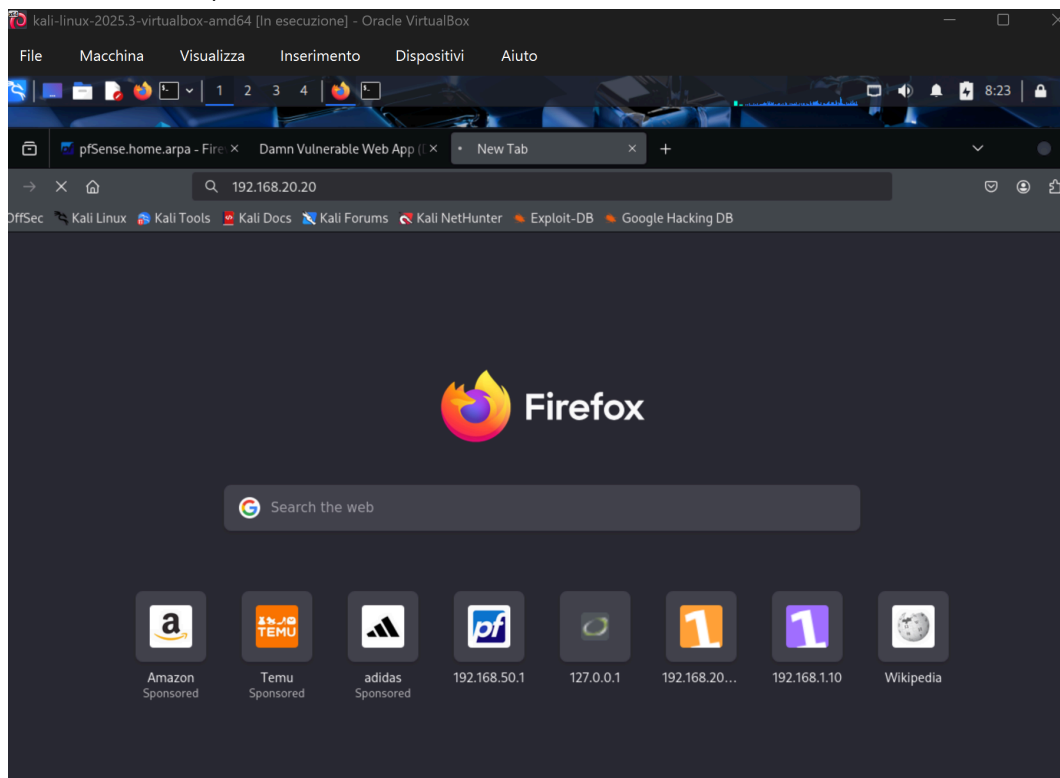 kali-linux-2025.3-virtualbox-amd64 [In esecuzione] - Oracle VirtualBox
File Macchina Visualizza Inserimento Dispositivi Aiuto
1 2 3 4 8:23
pfSense.home.arpa - Fire Damn Vulnerable Web App (D New Tab
192.168.20.20
OffSec Kali Linux Kali Tools Kali Docs Kali Forums Kali NetHunter Exploit-DB Google Hacking DB
Firefox
Search the web
a TEMU pf 1 1
Amazon Temu adidas 192.168.50.1 127.0.0.1 192.168.20... 192.168.1.10 Wikipedia
Sponsored Sponsored Sponsored